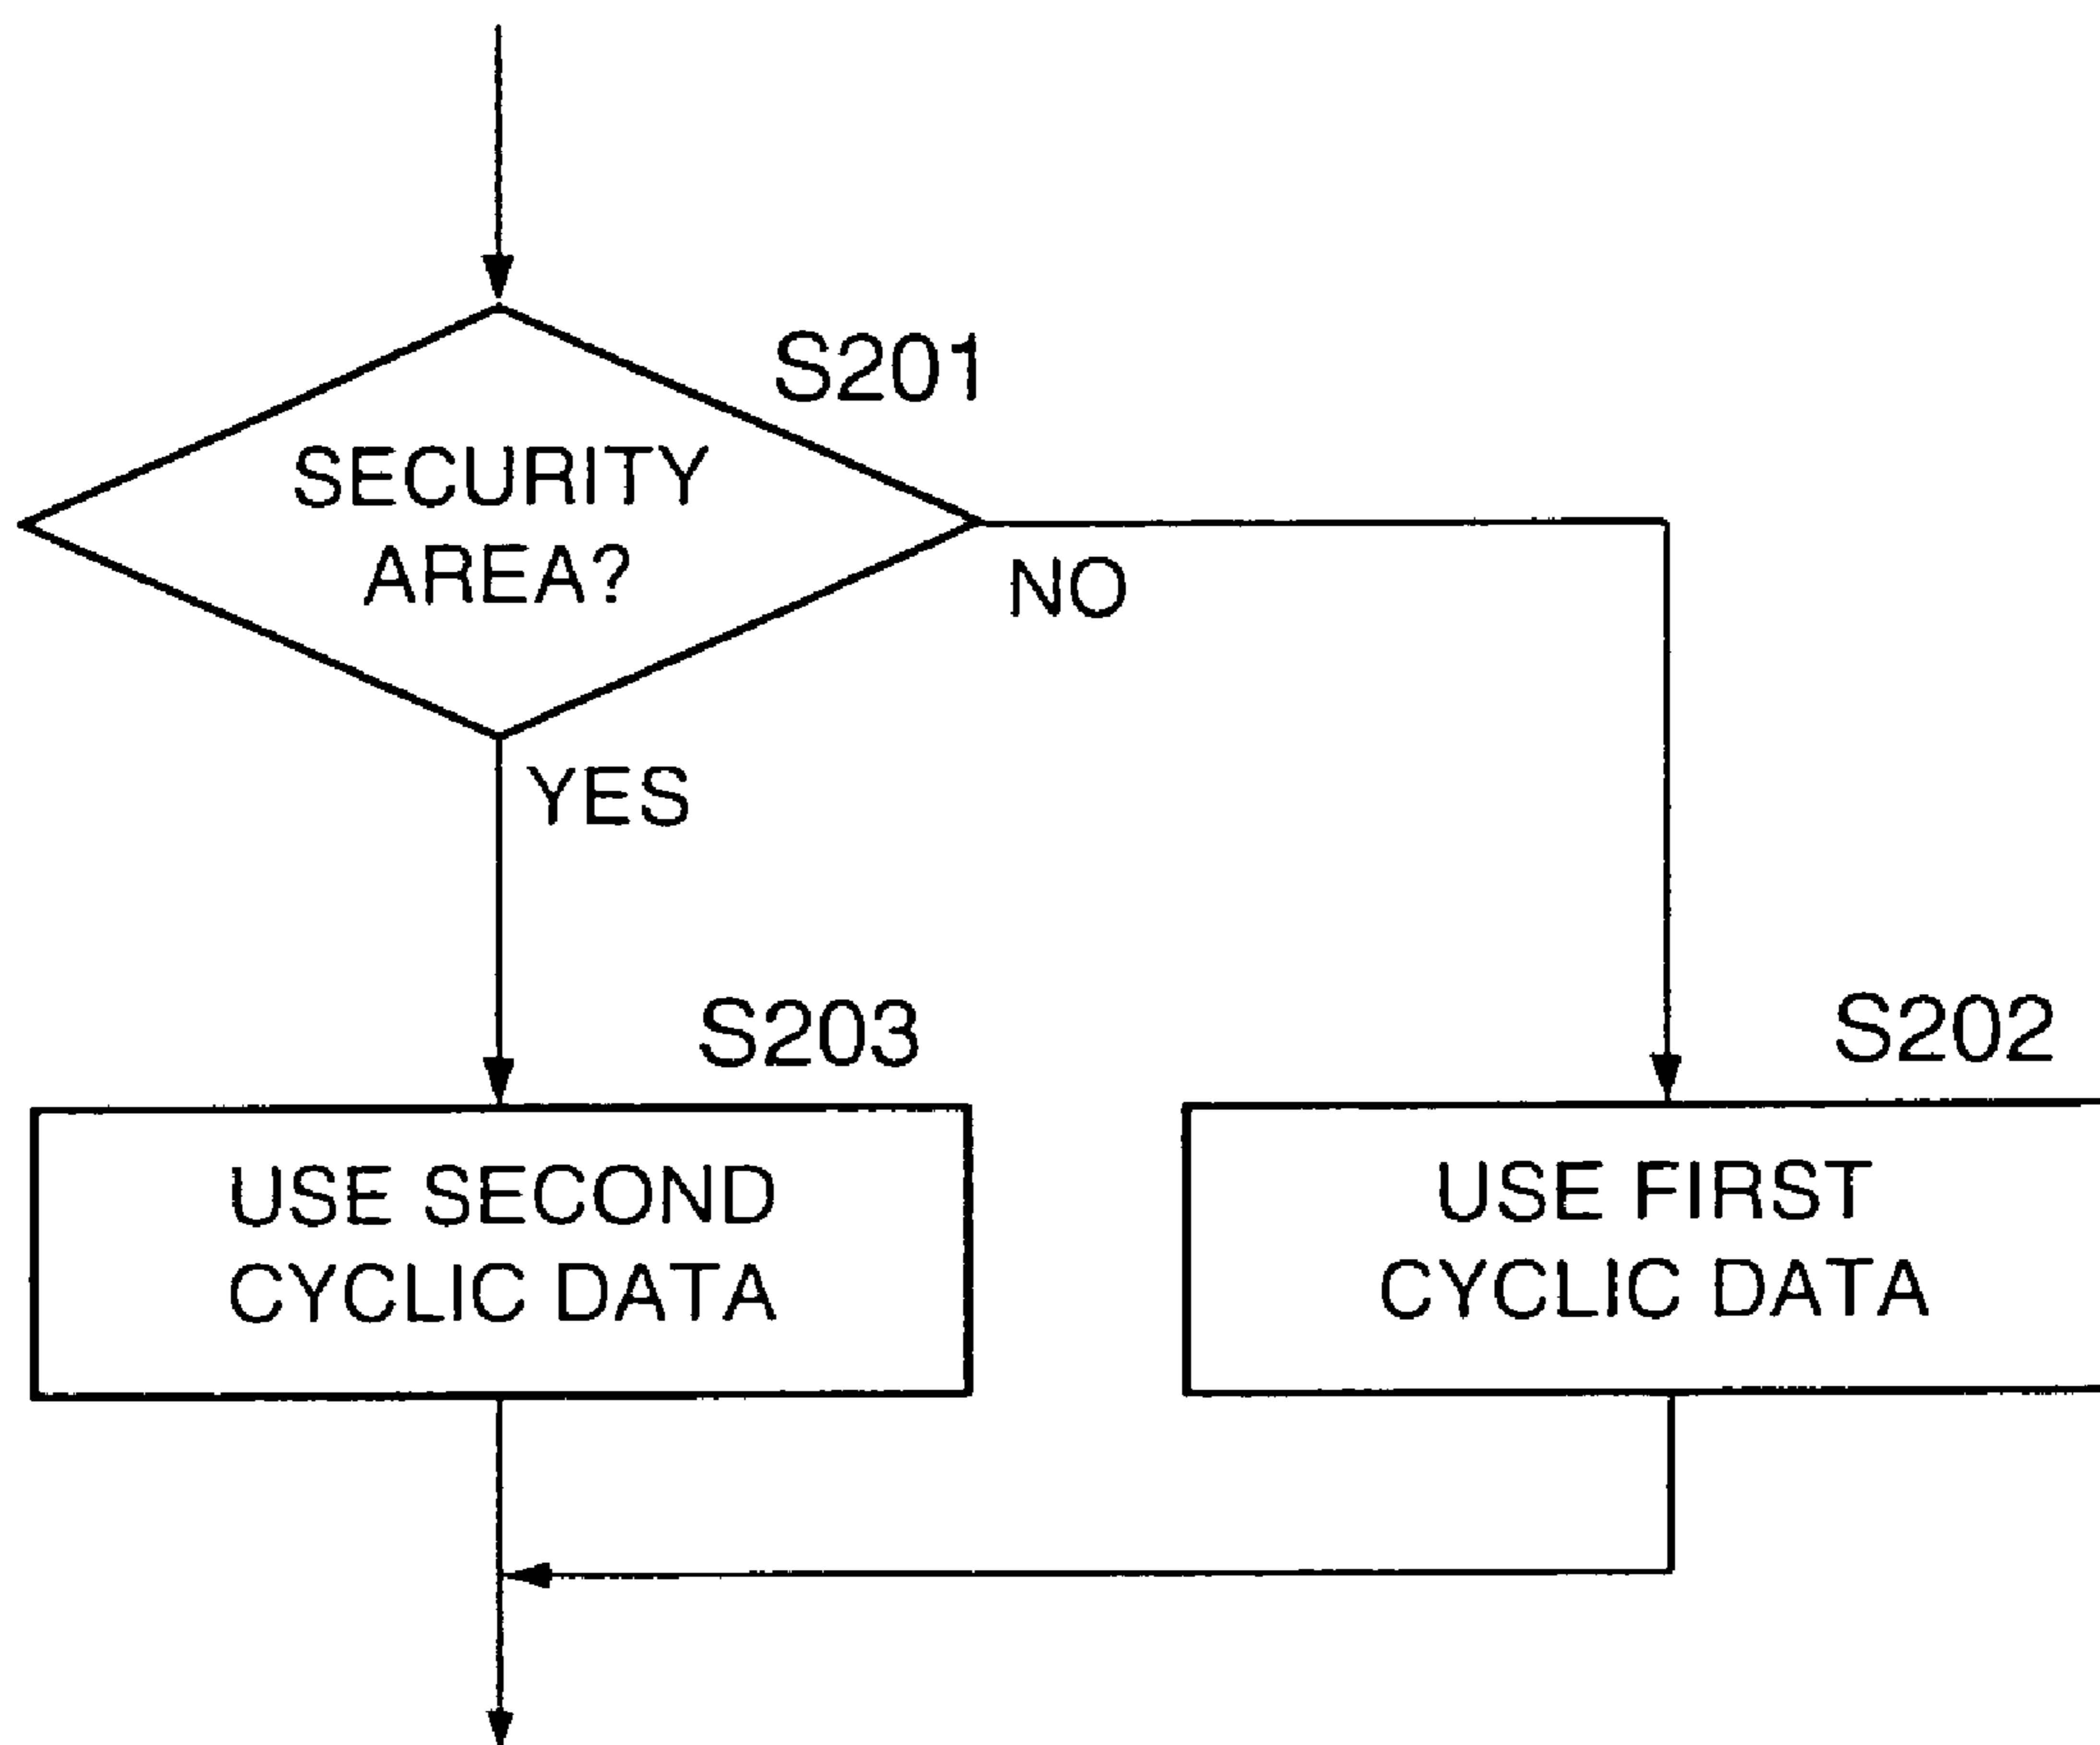 S201
SECURITY
AREA?
NO
YES
S203
S202
USE SECOND
CYCLIC DATA
USE FIRST
CYCLIC DATA